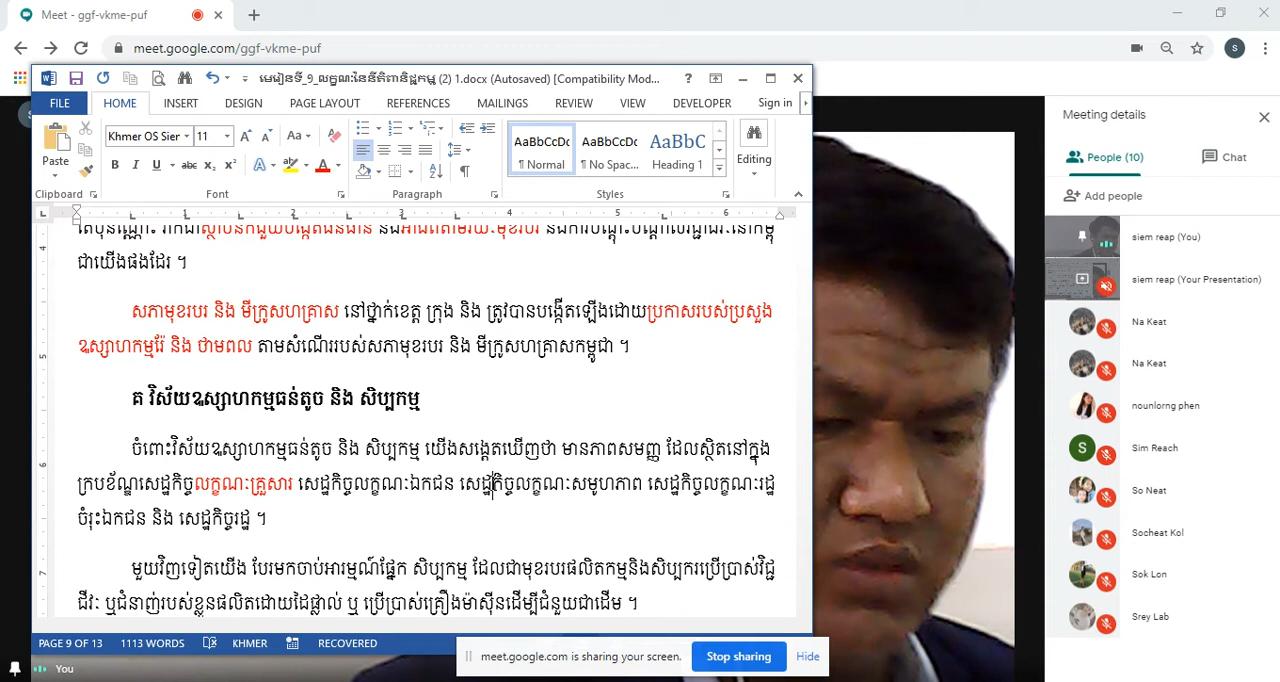 Meet - ggf-vkme-puf
meet.google.com/ggf-vkme-puf
S
មេរៀនទី_9_លក្ខណៈនៃនីតិពានិជ្ជកម្ម (2) 1.docx (Autosaved) [Compatibility Mod...
FILE HOME INSERT DESIGN PAGE LAYOUT REFERENCES MAILINGS REVIEW VIEW DEVELOPER Sign in
Paste
Khmer OS Sier 11
AaBbCcDc AaBbCcDc AaBbC
¶ Normal ¶ No Spac... Heading 1
Editing
Clipboard Font Paragraph Styles
1 2 3 4 5 6
ជាយើងផងដែរ ។
សភាមុខរបរ និង មីក្រូសហគ្រាស នៅថ្នាក់ខេត្ត ក្រុង និង ត្រូវបានបង្កើតឡើងដោយប្រកាសរបស់ប្រសួង
ឩស្សាហកម្មរ៉ែ និង ថាមពល តាមសំណើររបស់សភាមុខរបរ និង មីក្រូសហគ្រាសកម្ពុជា ។
គ វិស័យឩស្សាហកម្មធន់តូច និង សិប្បកម្ម
ចំពោះវិស័យឩស្សាហកម្មធន់តូច និង សិប្បកម្ម យើងសង្កេតឃើញថា មានភាពសមញ្ញ ដែលស្ថិតនៅក្នុង
ក្របខ័ណ្ឌសេដ្ឋកិច្ចលក្ខណៈគ្រួសារ សេដ្ឋកិច្ចលក្ខណៈឯកជន សេដ្ឋកិច្ចលក្ខណៈសមូហភាព សេដ្ឋកិច្ចលក្ខណៈរដ្ឋ
ចំរុះឯកជន និង សេដ្ឋកិច្ចរដ្ឋ ។
មួយវិញទៀតយើង បែរមកចាប់អារម្មណ៍ផ្នែក សិប្បកម្ម ដែលជាមុខរបរផលិតកម្មនិងសិប្បករប្រើប្រាស់វិជ្ជ
ជីវៈ ឬជំនាញរបស់ខ្លួនផលិតដោយដៃផ្ទាល់ ឬ ប្រើប្រាស់គ្រឿងម៉ាស៊ីនដើម្បីជំនួយជាដើម ។
PAGE 9 OF 13 1113 WORDS KHMER RECOVERED
meet.google.com is sharing your screen. Stop sharing Hide
You
Meeting details
People (10) Chat
Add people
siem reap (You)
siem reap (Your Presentation)
Na Keat
Na Keat
nounlorng phen
S Sim Reach
So Neat
Socheat Kol
Sok Lon
Srey Lab